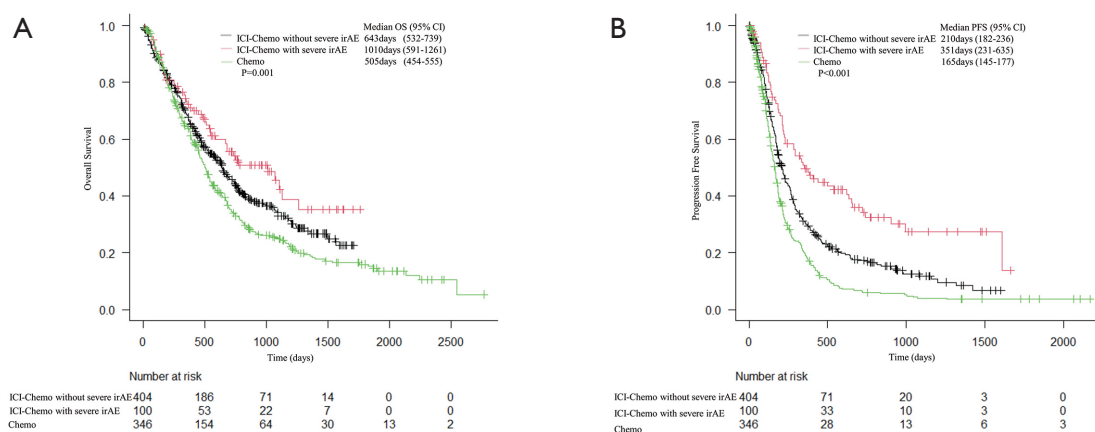 A
Median OS (95% CI)
ICI-Chemo without severe irAE 643days (532-739)
ICI-Chemo with severe irAE 1010days (591-1261)
Chemo 505days (454-555)
P=0.001
1.0
0.8
0.6
0.4
0.2
0.0
Overall Survival
0 500 1000 1500 2000 2500
Time (days)
Number at risk
ICI-Chemo without severe irAE 404 186 71 14 0 0
ICI-Chemo with severe irAE 100 53 22 7 0 0
Chemo 346 154 64 30 13 2
B
Median PFS (95% CI)
ICI-Chemo without severe irAE 210days (182-236)
ICI-Chemo with severe irAE 351days (231-635)
Chemo 165days (145-177)
P<0.001
1.0
0.8
0.6
0.4
0.2
0.0
Progression Free Survival
0 500 1000 1500 2000
Time (days)
Number at risk
ICI-Chemo without severe irAE 404 71 20 3 0
ICI-Chemo with severe irAE 100 33 10 3 0
Chemo 346 28 13 6 3